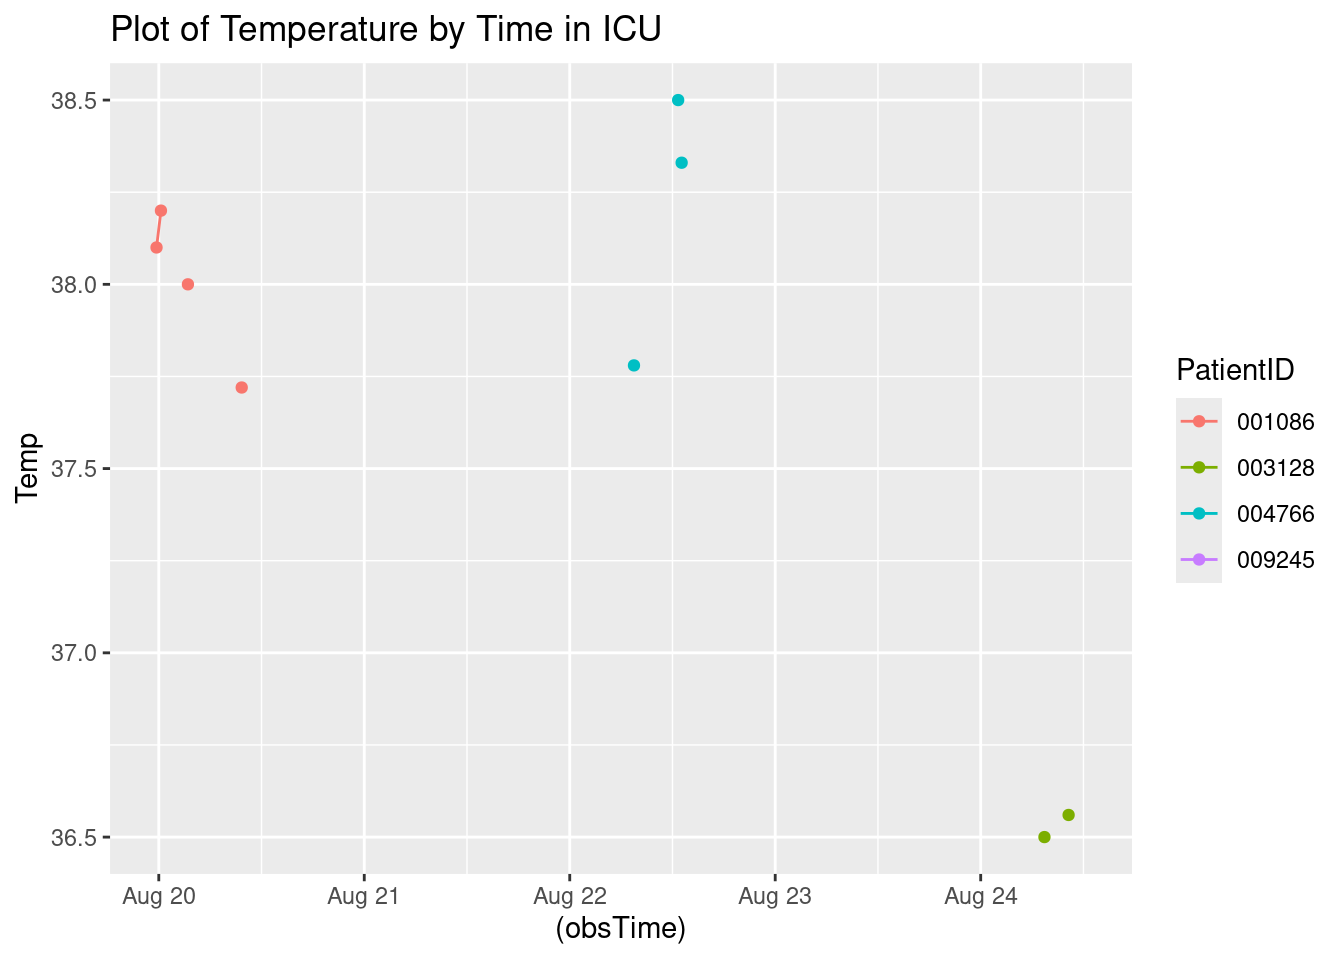 Plot of Temperature by Time in ICU
38.5
38.0
37.5
37.0
36.5
Temp
Aug 20 Aug 21 Aug 22 Aug 23 Aug 24
(obsTime)
PatientID
001086
003128
004766
009245